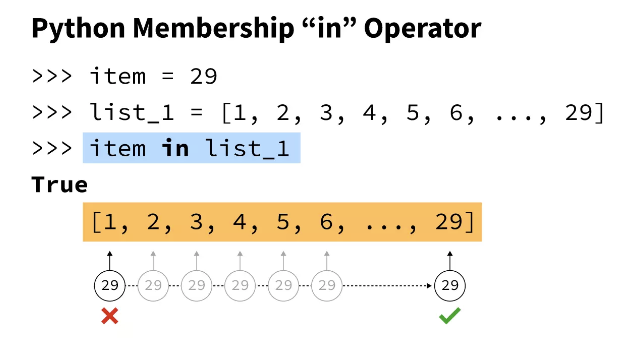 Python Membership “in” Operator
>>> item = 29
>>> list_1 = [1, 2, 3, 4, 5, 6, ..., 29]
>>> item in list_1
True
[1, 2, 3, 4, 5, 6, ..., 29]
29 29 29 29 29 29 29